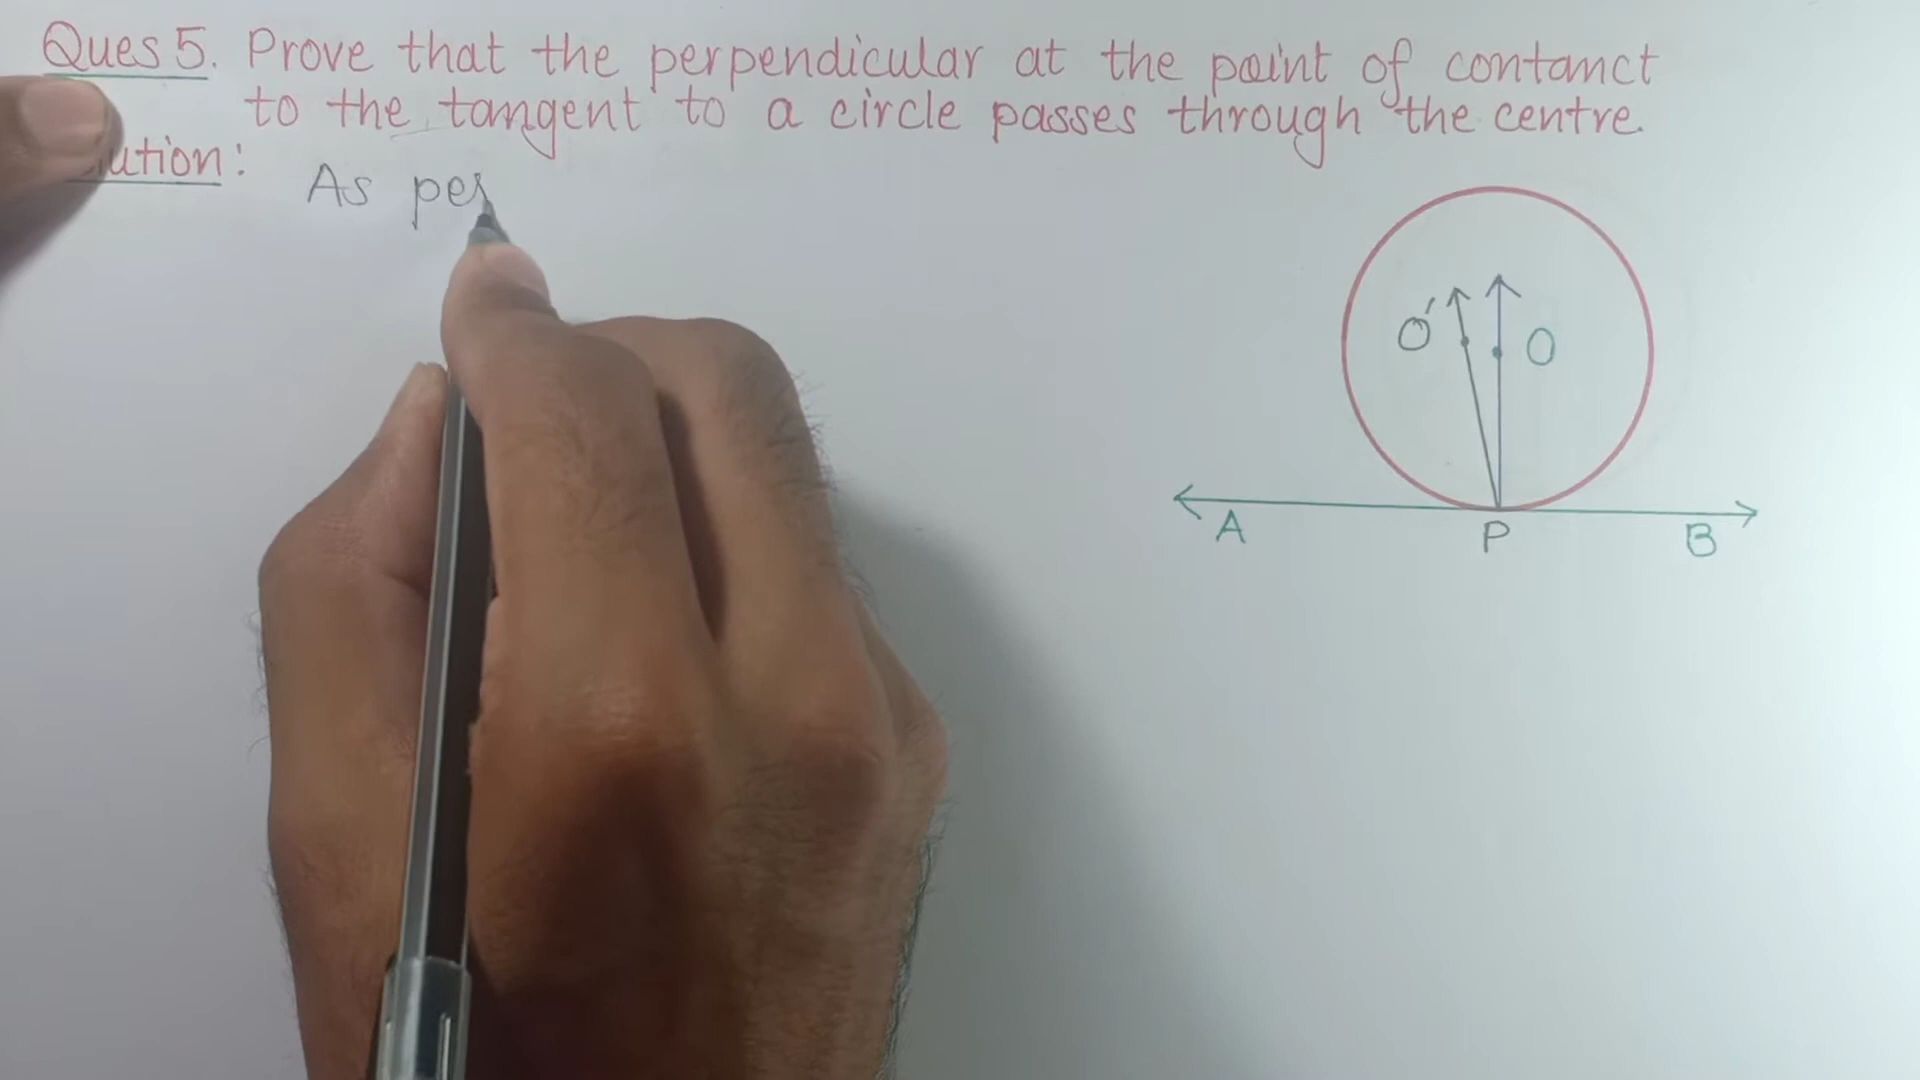 Ques 5. Prove that the perpendicular at the point of contanct
to the tangent to a circle passes through the centre.
ution:
As per
O' O
A P B